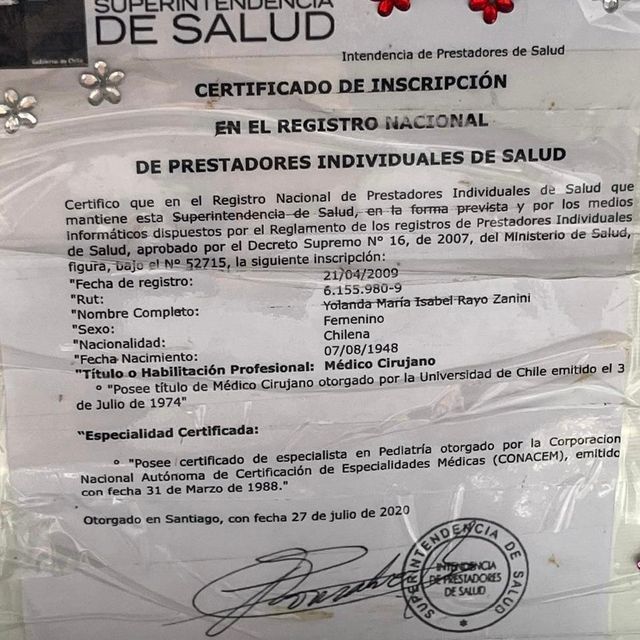 SUPERINTENDENCIA
DE SALUD
Gobierno de Chile
Intendencia de Prestadores de Salud
CERTIFICADO DE INSCRIPCIÓN
EN EL REGISTRO NACIONAL
DE PRESTADORES INDIVIDUALES DE SALUD
Certifico que en el Registro Nacional de Prestadores Individuales de Salud que
mantiene esta Superintendencia de Salud, en la forma prevista y por los medios
informáticos dispuestos por el Reglamento de los registros de Prestadores Individuales
de Salud, aprobado por el Decreto Supremo Nº 16, de 2007, del Ministerio de Salud,
figura, bajo el Nº 52715, la siguiente inscripción:
"Fecha de registro: 21/04/2009
"Rut: 6.155.980-9
"Nombre Completo: Yolanda María Isabel Rayo Zanini
"Sexo: Femenino
"Nacionalidad: Chilena
"Fecha Nacimiento: 07/08/1948
"Título o Habilitación Profesional: Médico Cirujano
º "Posee título de Médico Cirujano otorgado por la Universidad de Chile emitido el 3
de Julio de 1974"
"Especialidad Certificada:
º "Posee certificado de especialista en Pediatría otorgado por la Corporacion
Nacional Autónoma de Certificación de Especialidades Médicas (CONACEM), emitido
con fecha 31 de Marzo de 1988."
Otorgado en Santiago, con fecha 27 de julio de 2020
SUPERINTENDENCIA DE SALUD
INTENDENCIA
DE PRESTADORES
DE SALUD